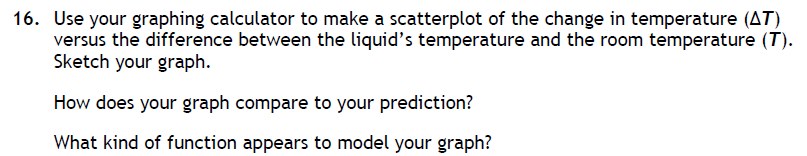 16. Use your graphing calculator to make a scatterplot of the change in temperature (ΔT)
versus the difference between the liquid's temperature and the room temperature (T).
Sketch your graph.
How does your graph compare to your prediction?
What kind of function appears to model your graph?